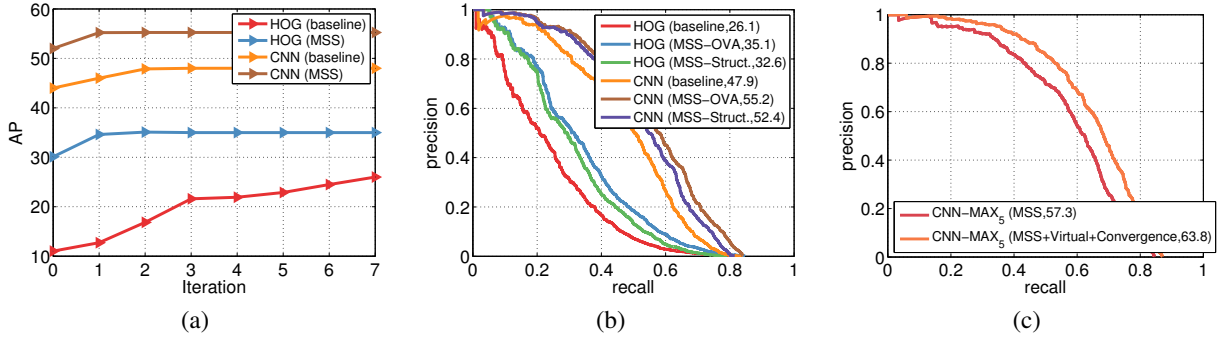 60
50
40
30
20
10
AP
0 1 2 3 4 5 6 7
Iteration
HOG (baseline)
HOG (MSS)
CNN (baseline)
CNN (MSS)
(a)
1
0.8
0.6
0.4
0.2
0
precision
0 0.2 0.4 0.6 0.8 1
recall
HOG (baseline,26.1)
HOG (MSS-OVA,35.1)
HOG (MSS-Struct.,32.6)
CNN (baseline,47.9)
CNN (MSS-OVA,55.2)
CNN (MSS-Struct.,52.4)
(b)
1
0.8
0.6
0.4
0.2
0
precision
0 0.2 0.4 0.6 0.8 1
recall
CNN-MAX5 (MSS,57.3)
CNN-MAX5 (MSS+Virtual+Convergence,63.8)
(c)